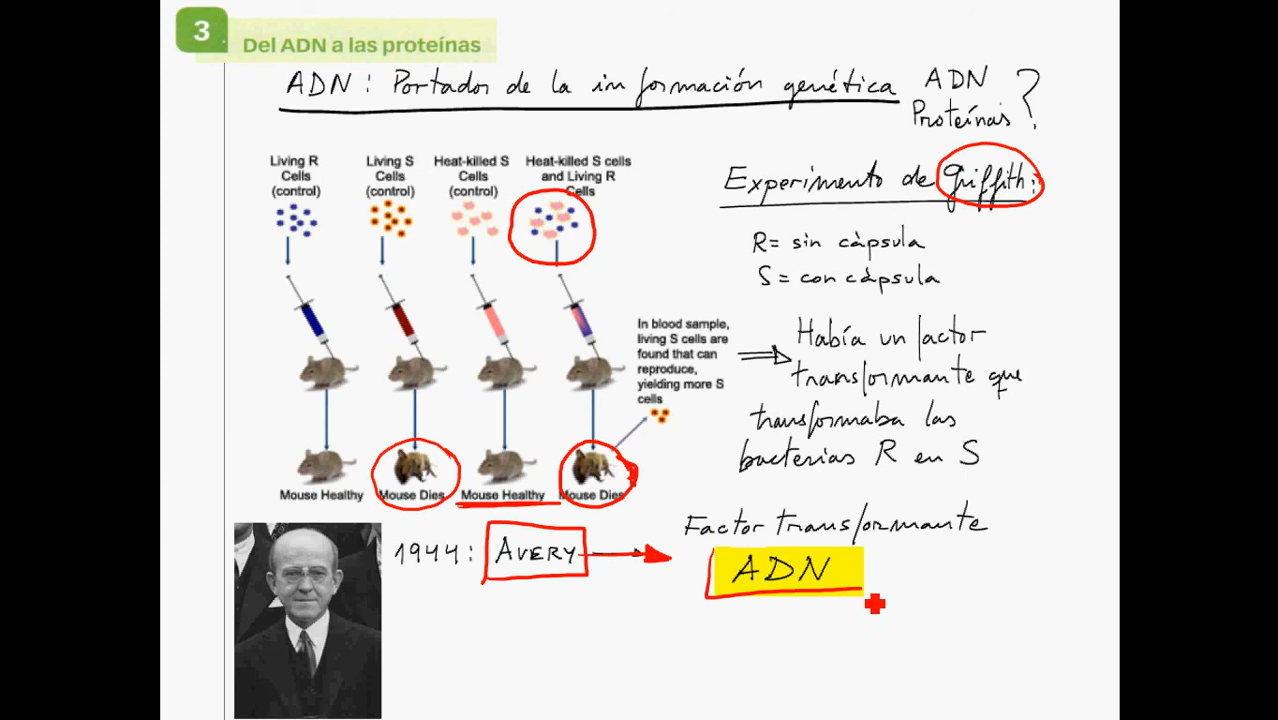 3
Del ADN a las proteínas
ADN : Portador de la información genética
ADN
Proteínas ?
Living R
Cells
(control)
Living S
Cells
(control)
Heat-killed S
Cells
(control)
Heat-killed S cells
and Living R
Cells
Experimento de Griffith:
R= sin càpsula
S= con càpsula
In blood sample,
living S cells are
found that can
reproduce,
yielding more S
cells
⇒ Había un factor
transformante que
transformaba las
bacterias R en S
Mouse Healthy
Mouse Dies
Mouse Healthy
Mouse Dies
1944: AVERY →
Factor transformante
ADN